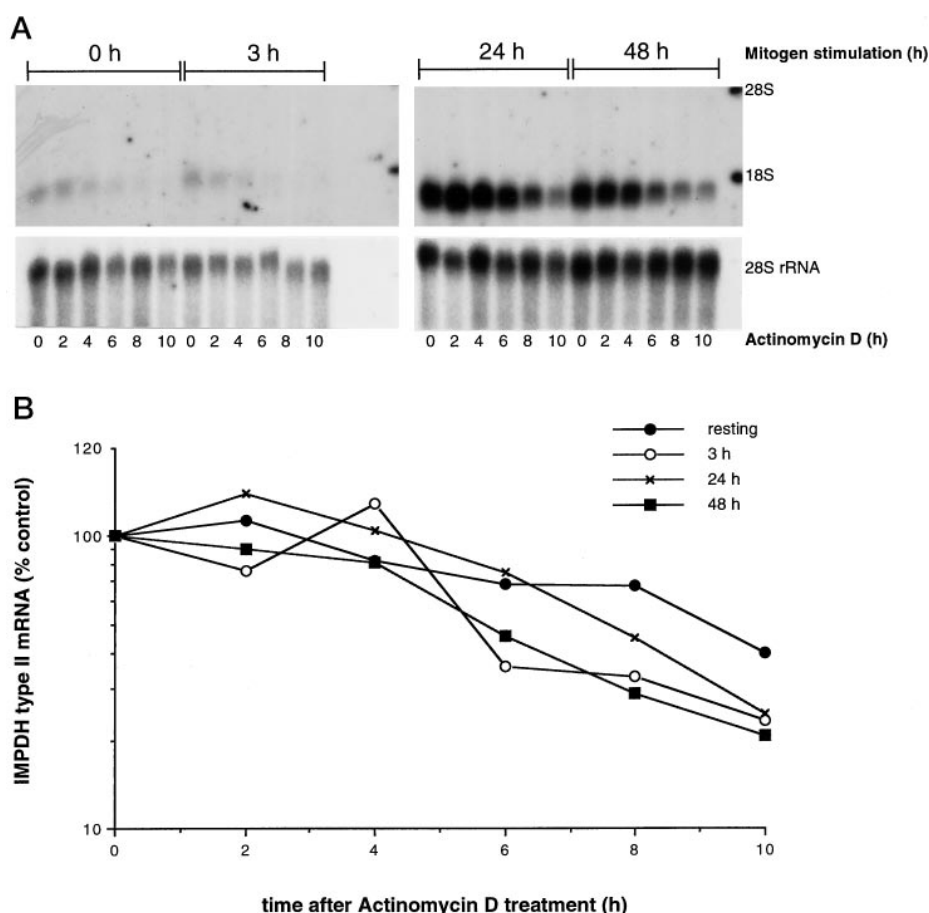 A
0 h 3 h 24 h 48 h Mitogen stimulation (h)
28S
18S
28S rRNA
0 2 4 6 8 10 0 2 4 6 8 10 0 2 4 6 8 10 0 2 4 6 8 10 Actinomycin D (h)
B
120
100
10
IMPDH type II mRNA (% control)
resting
3 h
24 h
48 h
0 2 4 6 8 10
time after Actinomycin D treatment (h)